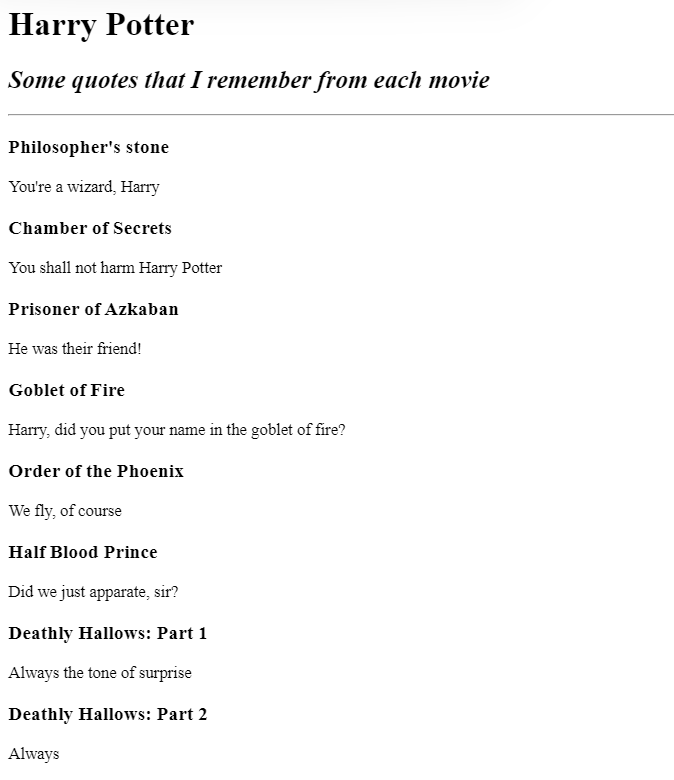 Harry Potter
Some quotes that I remember from each movie
Philosopher's stone
You're a wizard, Harry
Chamber of Secrets
You shall not harm Harry Potter
Prisoner of Azkaban
He was their friend!
Goblet of Fire
Harry, did you put your name in the goblet of fire?
Order of the Phoenix
We fly, of course
Half Blood Prince
Did we just apparate, sir?
Deathly Hallows: Part 1
Always the tone of surprise
Deathly Hallows: Part 2
Always